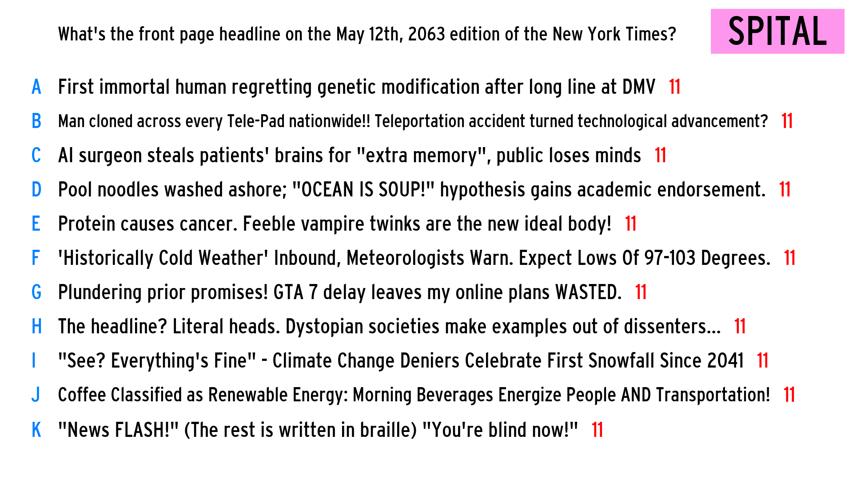 What's the front page headline on the May 12th, 2063 edition of the New York Times?
SPITAL
A First immortal human regretting genetic modification after long line at DMV 11
B Man cloned across every Tele-Pad nationwide!! Teleportation accident turned technological advancement? 11
C AI surgeon steals patients' brains for "extra memory", public loses minds 11
D Pool noodles washed ashore; "OCEAN IS SOUP!" hypothesis gains academic endorsement. 11
E Protein causes cancer. Feeble vampire twinks are the new ideal body! 11
F 'Historically Cold Weather' Inbound, Meteorologists Warn. Expect Lows Of 97-103 Degrees. 11
G Plundering prior promises! GTA 7 delay leaves my online plans WASTED. 11
H The headline? Literal heads. Dystopian societies make examples out of dissenters... 11
I "See? Everything's Fine" - Climate Change Deniers Celebrate First Snowfall Since 2041 11
J Coffee Classified as Renewable Energy: Morning Beverages Energize People AND Transportation! 11
K "News FLASH!" (The rest is written in braille) "You're blind now!" 11